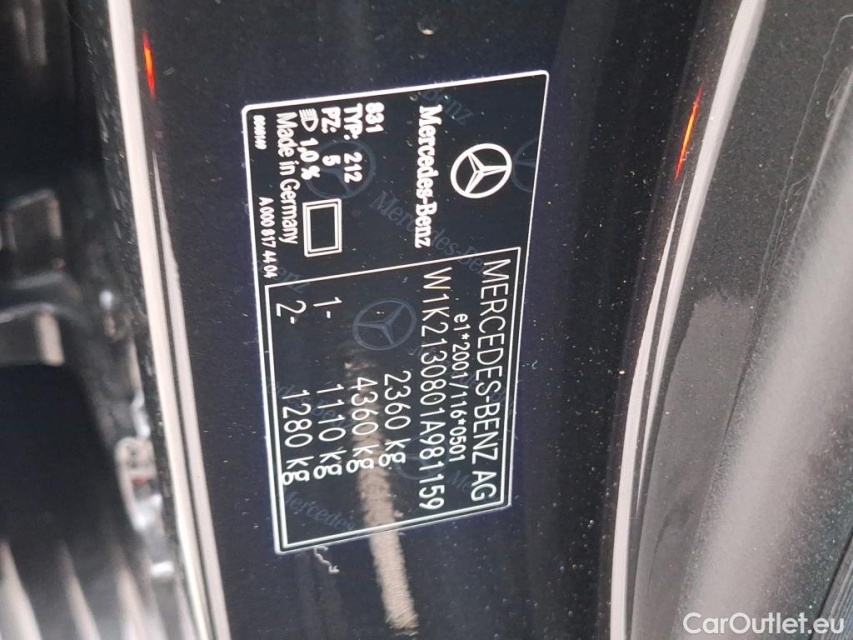 Mercedes-Benz
831
TYP: 212
PZ: 5
1,0 %
Made in Germany
A 000 817 44 04
MERCEDES-BENZ AG
e1*2001/116*0501
W1K2130801A981159
2360 kg
4360 kg
1- 1110 kg
2- 1280 kg
CarOutlet.eu